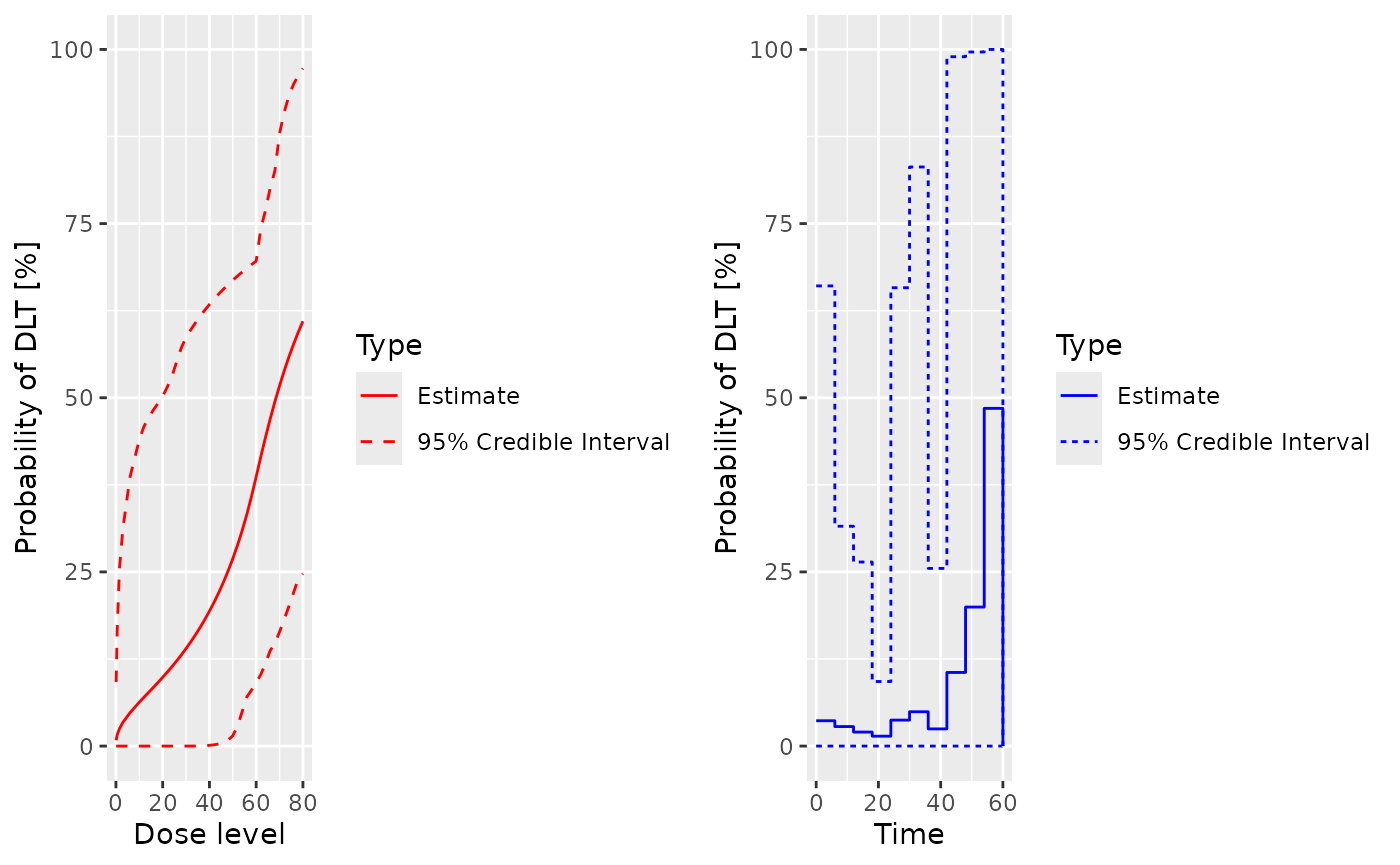 Probability of DLT [%]
100
75
50
25
0
0 20 40 60 80
Dose level
Type
Estimate
95% Credible Interval
Probability of DLT [%]
100
75
50
25
0
0 20 40 60
Time
Type
Estimate
95% Credible Interval